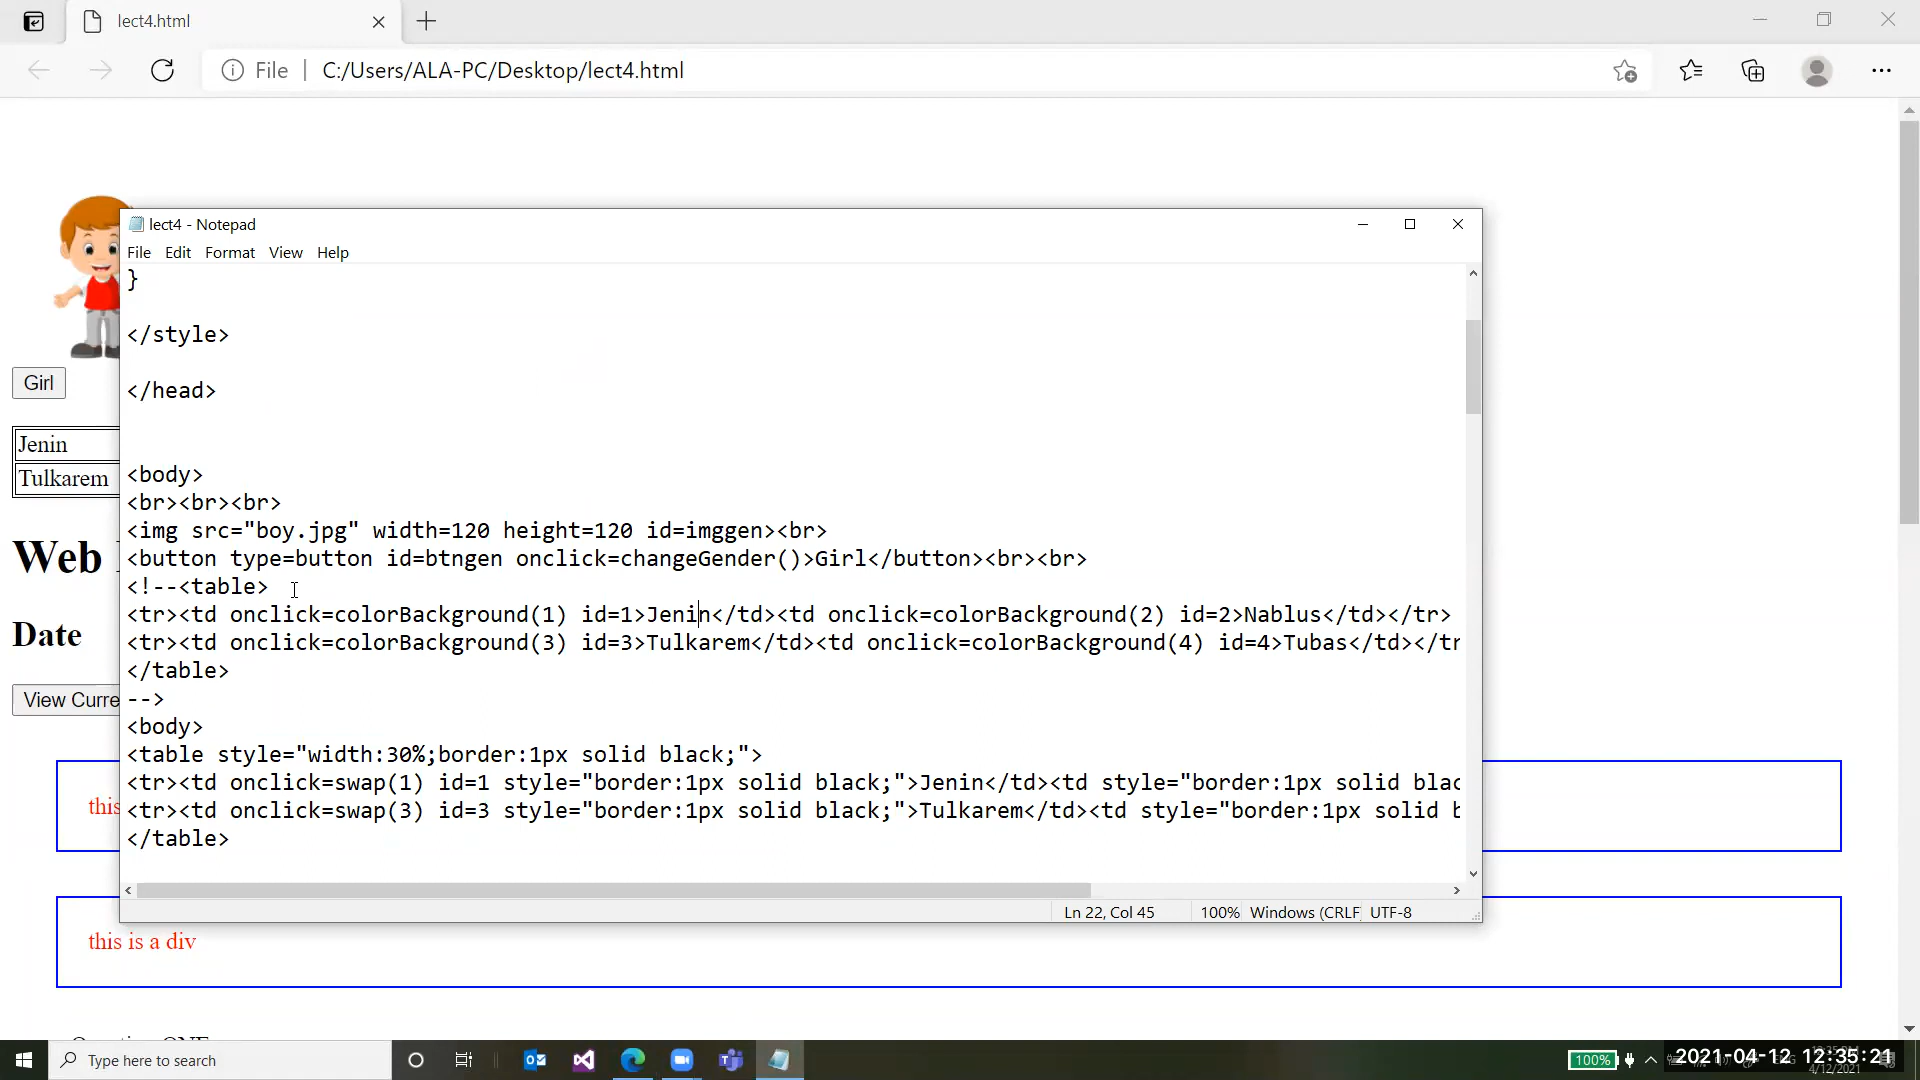 lect4.html
File
C:/Users/ALA-PC/Desktop/lect4.html
lect4 - Notepad
File Edit Format View Help
}
</style>
</head>
<body>
<br><br><br>
<img src="boy.jpg" width=120 height=120 id=imggen><br>
<button type=button id=btngen onclick=changeGender()>Girl</button><br><br>
<!--<table>
<tr><td onclick=colorBackground(1) id=1>Jenin</td><td onclick=colorBackground(2) id=2>Nablus</td></tr>
<tr><td onclick=colorBackground(3) id=3>Tulkarem</td><td onclick=colorBackground(4) id=4>Tubas</td></tr
</table>
-->
<body>
<table style="width:30%;border:1px solid black;">
<tr><td onclick=swap(1) id=1 style="border:1px solid black;">Jenin</td><td style="border:1px solid blac
<tr><td onclick=swap(3) id=3 style="border:1px solid black;">Tulkarem</td><td style="border:1px solid b
</table>
Ln 22, Col 45
100%
Windows (CRLF
UTF-8
Girl
Jenin
Tulkarem
Web
Date
View Curre
this
this is a div
Type here to search
100%
2021-04-12 12:35:21
4/12/2021